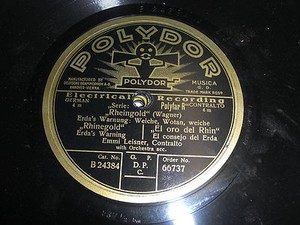 POLYDOR
MANUFACTURED BY
MUSICA
POLYDOR
Electrical Recording
GERMAN
"Serie:
Polyfar R"
CONTRALTO
„Rheingold“ (Wagner)
Erda's Warnung: Weiche, Wotan, weiche
„Rhinegold“
„El oro del Rhin“
Erda's Warning
El consejo del Erda
Emmi Leisner, Contralto
with Orchestra acc.
Cat. No.
G. P.
Order No.
B 24384
D. P.
66737
C.